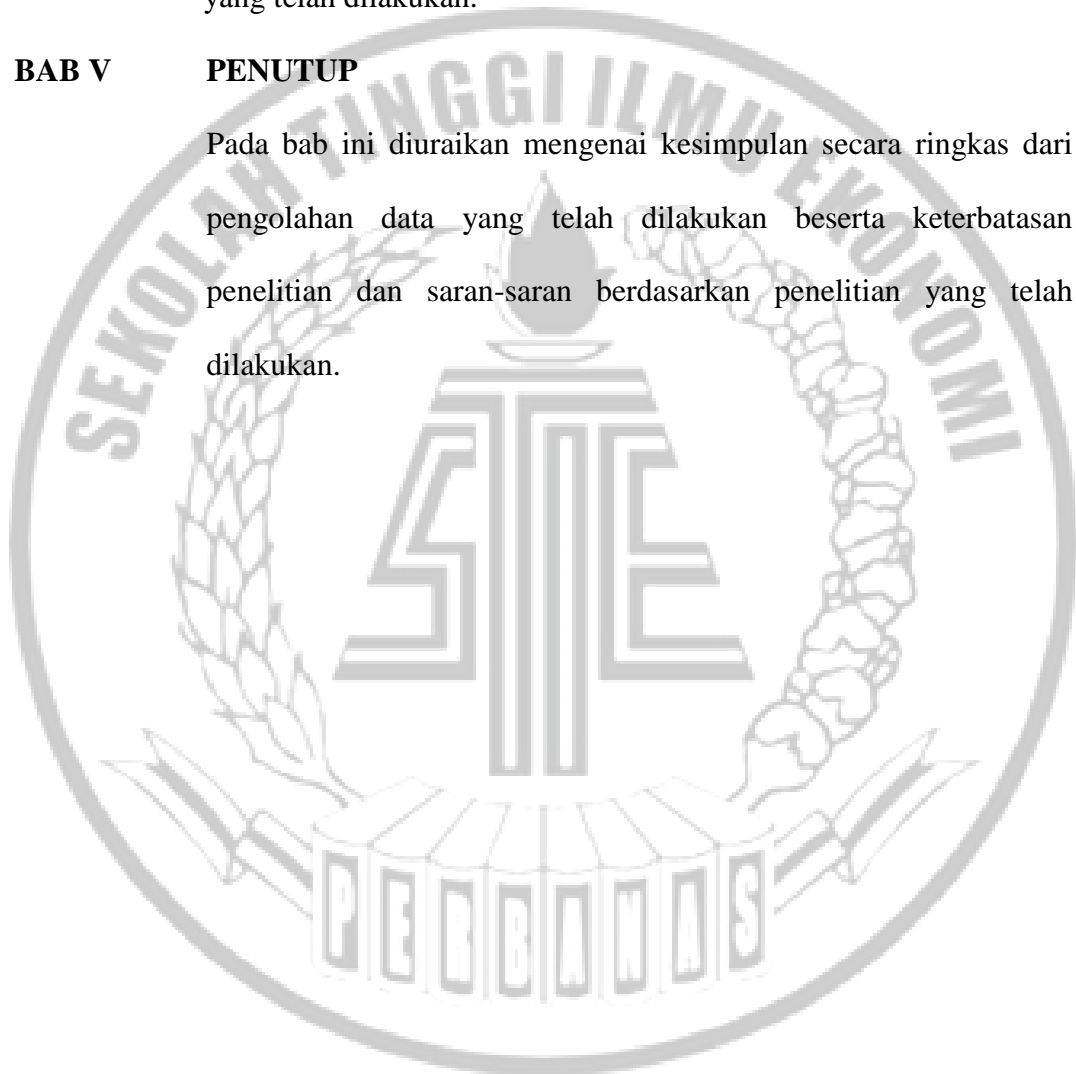 yang telah dilakukan.
BAB V PENUTUP
Pada bab ini diuraikan mengenai kesimpulan secara ringkas dari
pengolahan data yang telah dilakukan beserta keterbatasan
penelitian dan saran-saran berdasarkan penelitian yang telah
dilakukan.
SEKOLAH TINGGI ILMU EKONOMI
STIE
PERBANAS